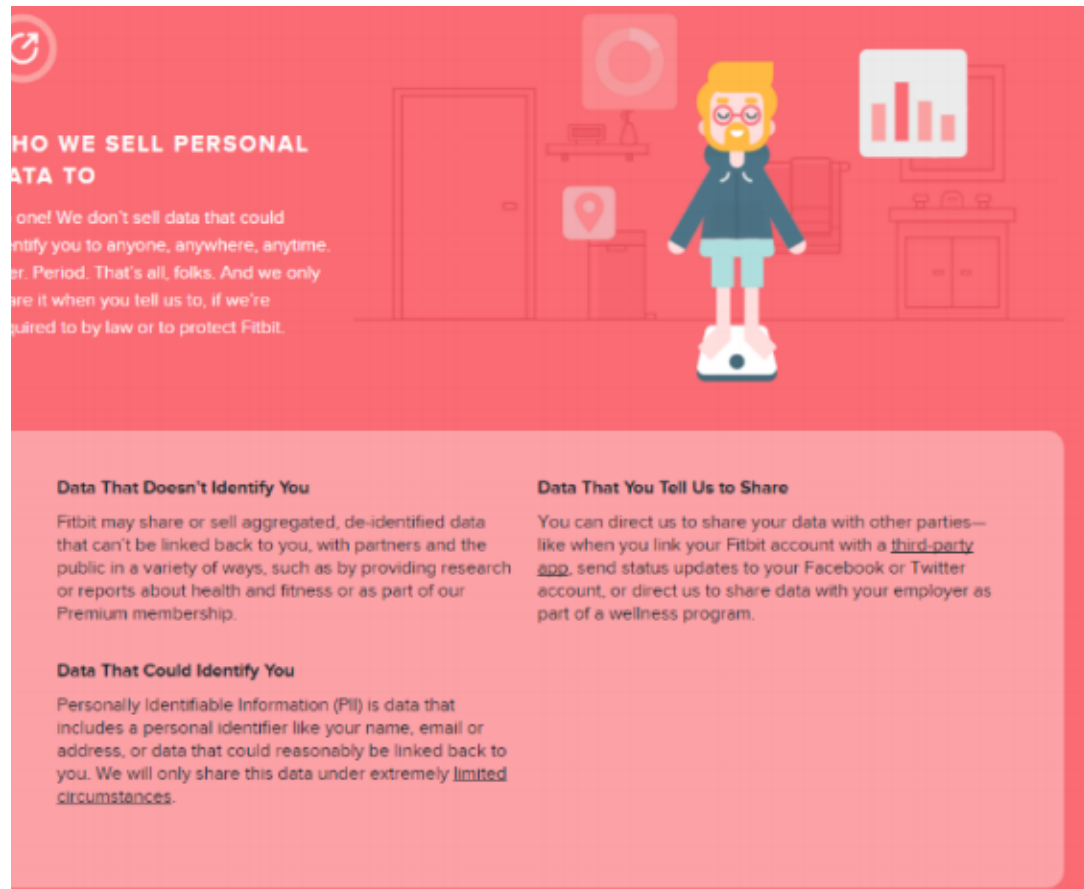 HO WE SELL PERSONAL
ATA TO
one! We don't sell data that could
entify you to anyone, anywhere, anytime.
er. Period. That's all, folks. And we only
are it when you tell us to, if we're
quired to by law or to protect Fitbit.
Data That Doesn't Identify You
Fitbit may share or sell aggregated, de-identified data
that can't be linked back to you, with partners and the
public in a variety of ways, such as by providing research
or reports about health and fitness or as part of our
Premium membership.
Data That Could Identify You
Personally Identifiable Information (PII) is data that
includes a personal identifier like your name, email or
address, or data that could reasonably be linked back to
you. We will only share this data under extremely limited
circumstances.
Data That You Tell Us to Share
You can direct us to share your data with other parties—
like when you link your Fitbit account with a third-party
app, send status updates to your Facebook or Twitter
account, or direct us to share data with your employer as
part of a wellness program.